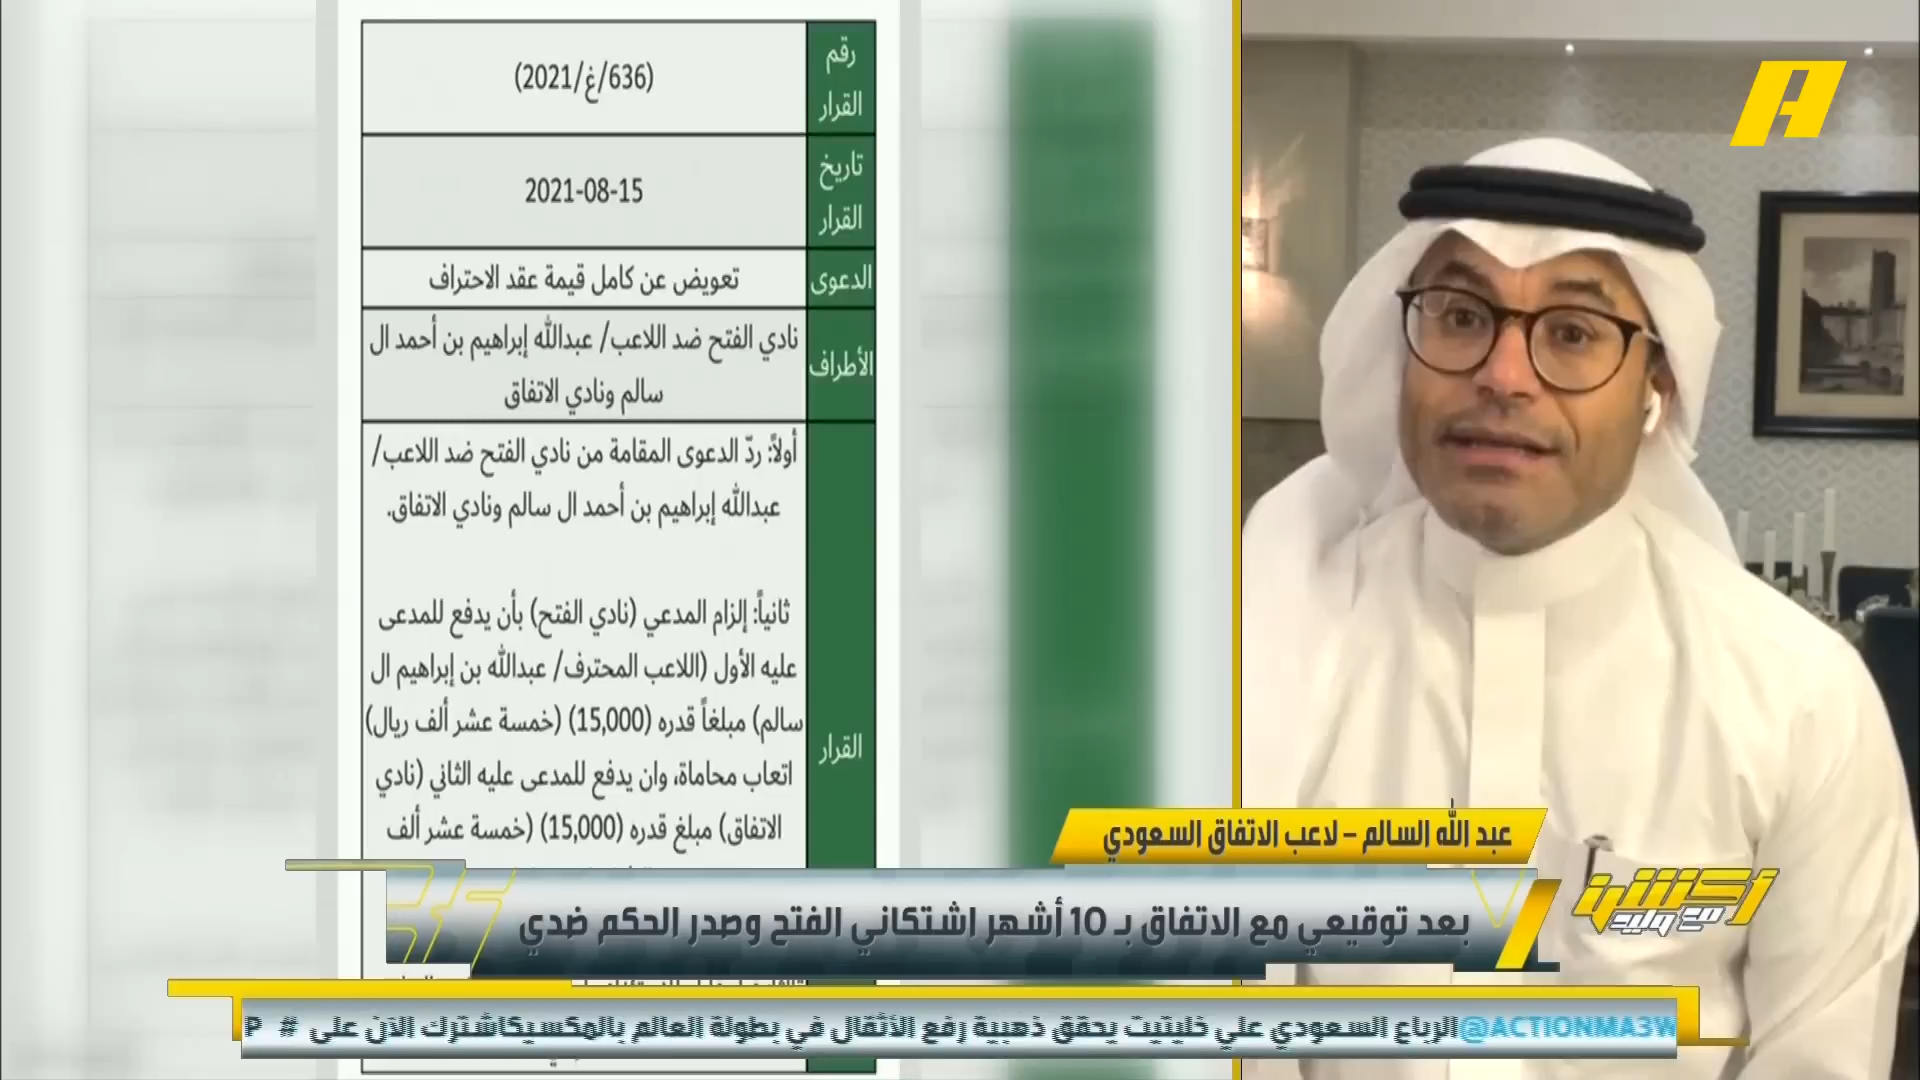 رقم
القرار
(636/غ/2021)
تاريخ
القرار
2021-08-15
الدعوى
تعويض عن كامل قيمة عقد الاحتراف
الأطراف
نادي الفتح ضد اللاعب/ عبدالله إبراهيم بن أحمد ال
سالم ونادي الاتفاق
القرار
أولاً: ردّ الدعوى المقامة من نادي الفتح ضد اللاعب/
عبدالله إبراهيم بن أحمد ال سالم ونادي الاتفاق.
ثانياً: إلزام المدعي (نادي الفتح) بأن يدفع للمدعى
عليه الأول (اللاعب المحترف/ عبدالله بن إبراهيم ال
سالم) مبلغاً قدره (15,000) (خمسة عشر ألف ريال)
اتعاب محاماة، وان يدفع للمدعى عليه الثاني (نادي
الاتفاق) مبلغ قدره (15,000) (خمسة عشر ألف
عبد الله السالم – لاعب الاتفاق السعودي
بعد توقيعي مع الاتفاق بـ 10 أشهر اشتكاني الفتح وصدر الحكم ضدي
أكشن
مع وليد
@ACTIONMA3W الرباع السعودي علي خليتيت يحقق ذهبية رفع الأثقال في بطولة العالم بالمكسيك اشترك الآن على # P